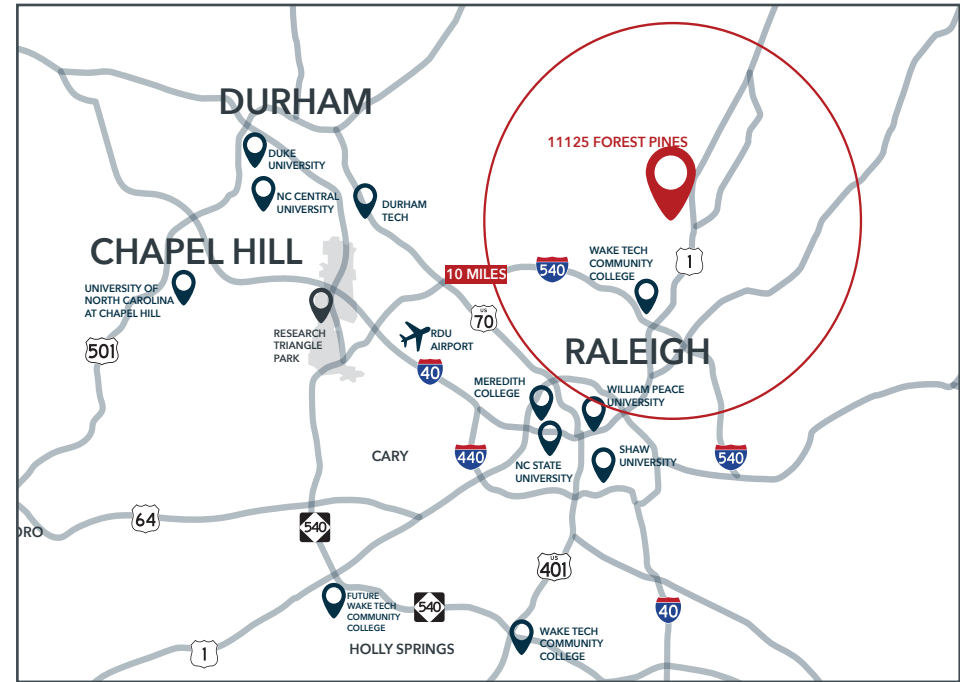 DURHAM
11125 FOREST PINES
DUKE
UNIVERSITY
NC CENTRAL
UNIVERSITY
DURHAM
TECH
CHAPEL HILL
WAKE TECH
COMMUNITY
COLLEGE
1
10 MILES
540
UNIVERSITY OF
NORTH CAROLINA
AT CHAPEL HILL
US
70
RESEARCH
TRIANGLE
PARK
RDU
AIRPORT
501
RALEIGH
40
MEREDITH
COLLEGE
WILLIAM PEACE
UNIVERSITY
CARY
440
NC STATE
UNIVERSITY
SHAW
UNIVERSITY
540
64
ORO
540
US
401
FUTURE
WAKE TECH
COMMUNITY
COLLEGE
540
40
1
HOLLY SPRINGS
WAKE TECH
COMMUNITY
COLLEGE